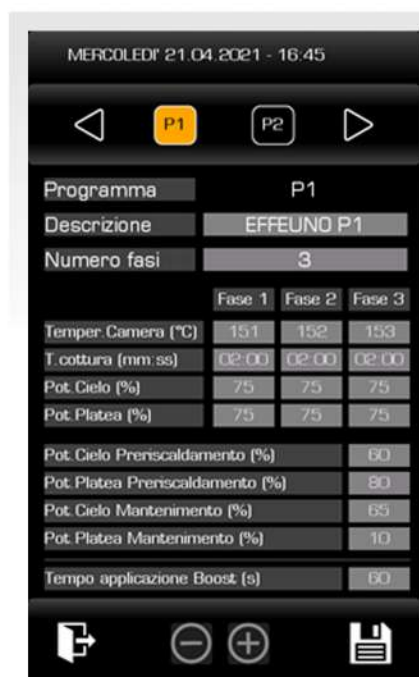 MERCOLEDI' 21.04.2021 - 16:45
P1 P2
Programma P1
Descrizione EFFEUNO P1
Numero fasi 3
Fase 1 Fase 2 Fase 3
Temper.Camera (°C) 151 152 153
T.cottura (mm:ss) 02:00 02:00 02:00
Pot.Cielo (%) 75 75 75
Pot.Platea (%) 75 75 75
Pot.Cielo Preriscaldamento (%) 60
Pot.Platea Preriscaldamento (%) 80
Pot.Cielo Mantenimento (%) 65
Pot.Platea Mantenimento (%) 10
Tempo applicazione Boost (s) 60